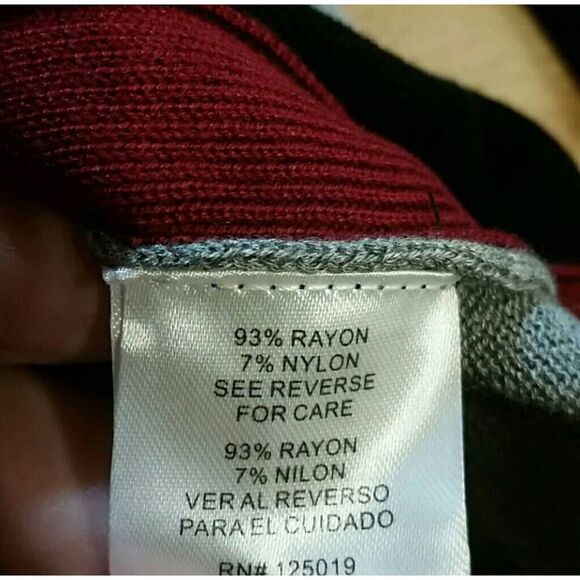 93% RAYON
7% NYLON
SEE REVERSE
FOR CARE
93% RAYON
7% NILON
VER AL REVERSO
PARA EL CUIDADO
RN# 125019